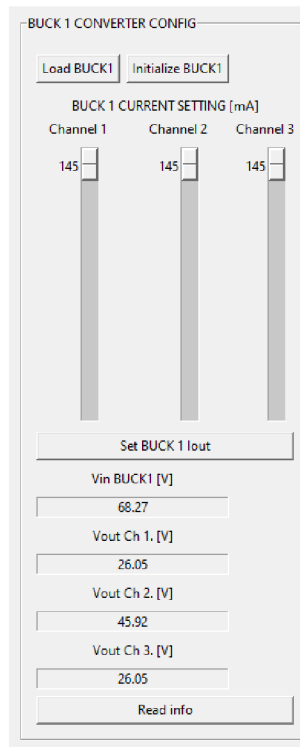 BUCK 1 CONVERTER CONFIG
Load BUCK1 Initialize BUCK1
BUCK 1 CURRENT SETTING [mA]
Channel 1 Channel 2 Channel 3
145 145 145
Set BUCK 1 Iout
Vin BUCK1 [V]
68.27
Vout Ch 1. [V]
26.05
Vout Ch 2. [V]
45.92
Vout Ch 3. [V]
26.05
Read info